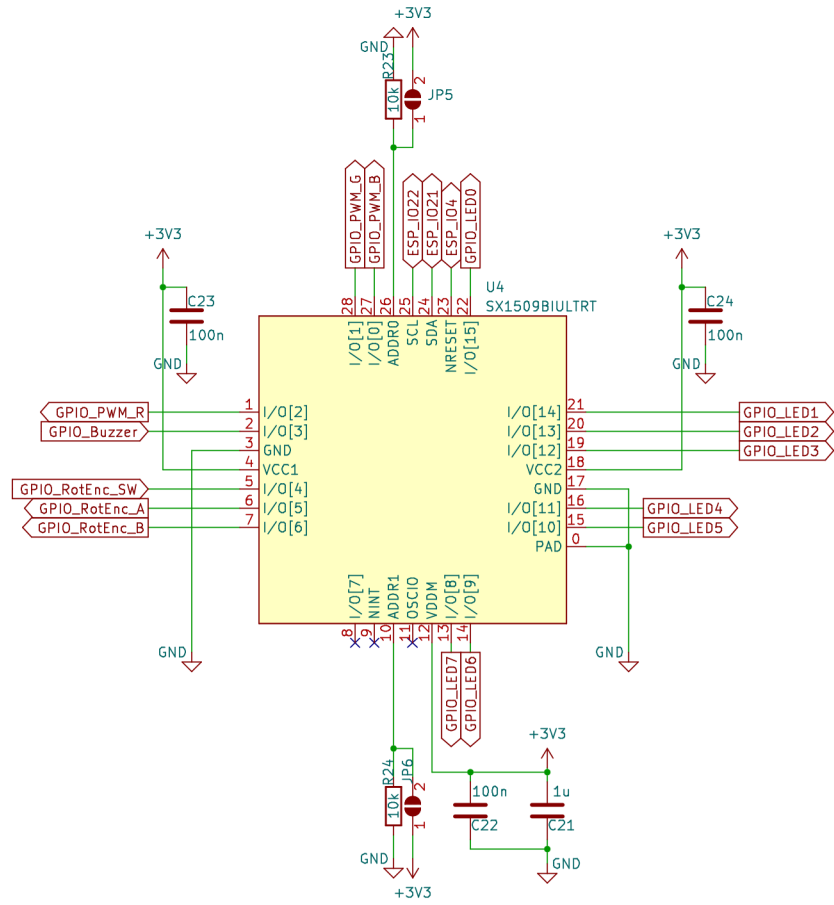 +3V3
GND
R23
10k
2
JP5
1
GPIO_PWM_G
GPIO_PWM_B
ESP_IO22
ESP_IO21
ESP_IO4
GPIO_LED0
+3V3
C23
100n
GND
+3V3
C24
100n
GND
U4
SX1509BIULTRT
28
27
26
25
24
23
22
I/O[1]
I/O[0]
ADDR0
SCL
SDA
NRESET
I/O[15]
GPIO_PWM_R 1 I/O[2]
GPIO_Buzzer 2 I/O[3]
3 GND
4 VCC1
GPIO_RotEnc_SW 5 I/O[4]
GPIO_RotEnc_A 6 I/O[5]
GPIO_RotEnc_B 7 I/O[6]
I/O[14] 21 GPIO_LED1
I/O[13] 20 GPIO_LED2
I/O[12] 19 GPIO_LED3
VCC2 18
GND 17
I/O[11] 16 GPIO_LED4
I/O[10] 15 GPIO_LED5
PAD 0
I/O[7]
NINT
ADDR1
OSCIO
VDDM
I/O[8]
I/O[9]
8
9
10
11
12
13
14
GND
GND
GPIO_LED7
GPIO_LED6
R24
10k
JP6
2
1
GND
+3V3
+3V3
100n
C22
1u
C21
GND